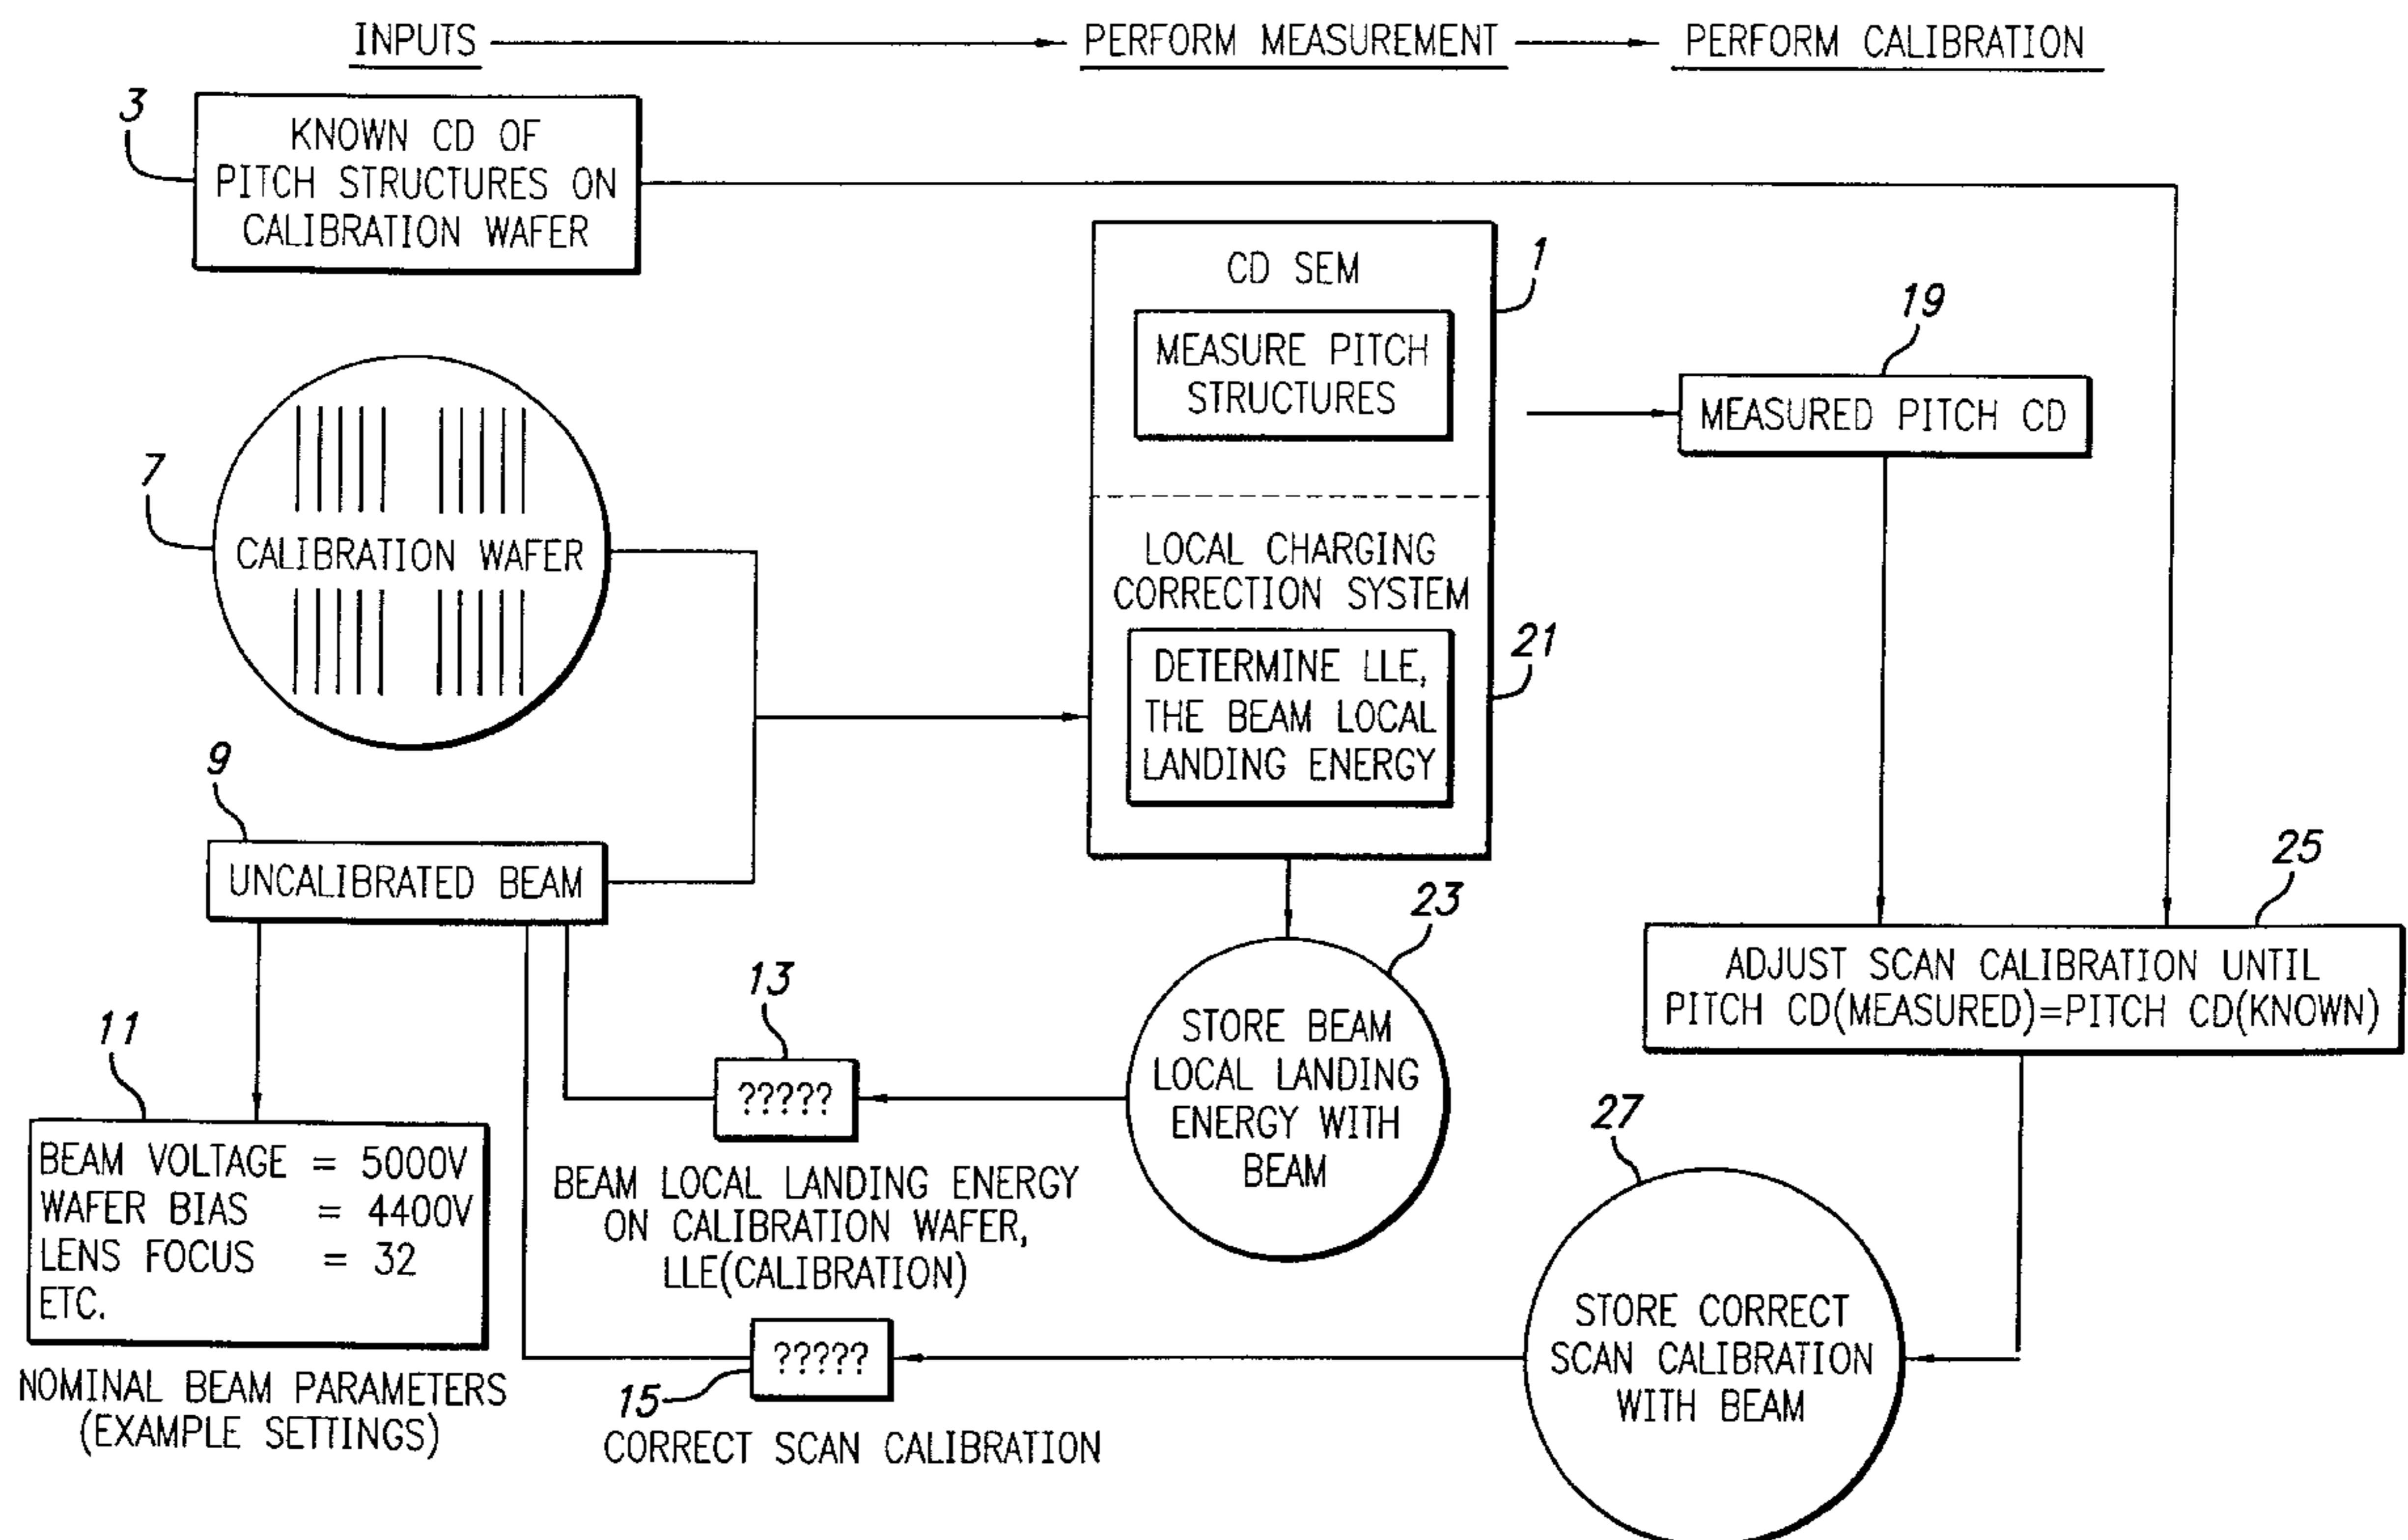 INPUTS
PERFORM MEASUREMENT
PERFORM CALIBRATION
3
KNOWN CD OF
PITCH STRUCTURES ON
CALIBRATION WAFER
CD SEM
1
MEASURE PITCH
STRUCTURES
19
MEASURED PITCH CD
7
CALIBRATION WAFER
LOCAL CHARGING
CORRECTION SYSTEM
21
DETERMINE LLE,
THE BEAM LOCAL
LANDING ENERGY
9
UNCALIBRATED BEAM
23
STORE BEAM
LOCAL LANDING
ENERGY WITH
BEAM
25
ADJUST SCAN CALIBRATION UNTIL
PITCH CD(MEASURED)=PITCH CD(KNOWN)
13
?????
BEAM LOCAL LANDING ENERGY
ON CALIBRATION WAFER,
LLE(CALIBRATION)
11
BEAM VOLTAGE = 5000V
WAFER BIAS = 4400V
LENS FOCUS = 32
ETC.
NOMINAL BEAM PARAMETERS
(EXAMPLE SETTINGS)
15
?????
CORRECT SCAN CALIBRATION
27
STORE CORRECT
SCAN CALIBRATION
WITH BEAM